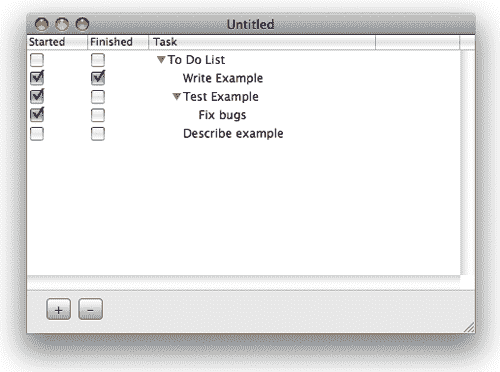 Untitled
Started Finished Task
To Do List
Write Example
Test Example
Fix bugs
Describe example
+ -